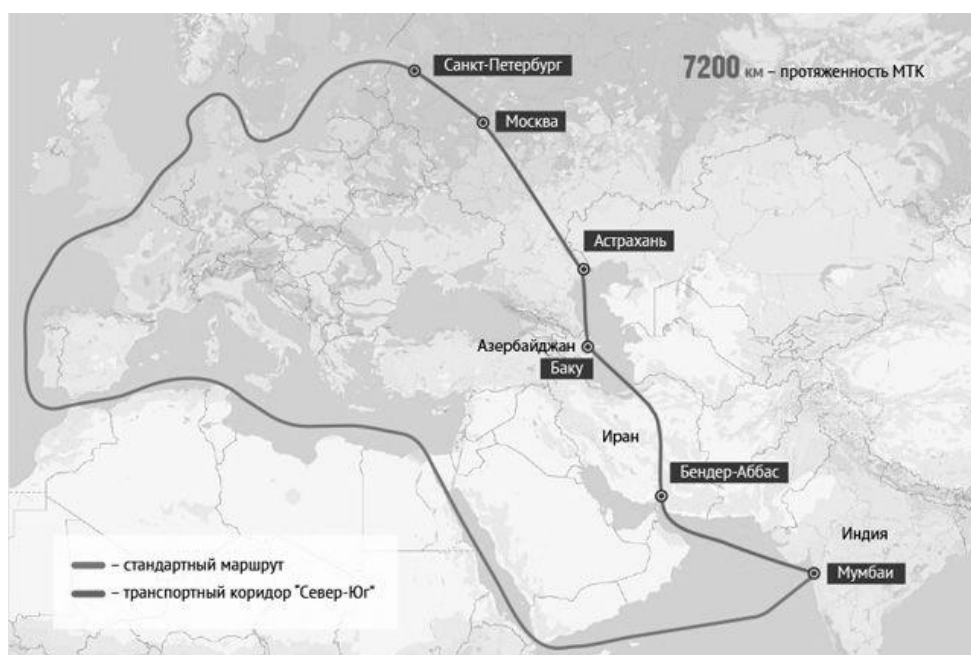 Санкт-Петербург
7200 км – протяженность МТК
Москва
Астрахань
Азербайджан
Баку
Иран
Бендер-Аббас
Индия
Мумбаи
– стандартный маршрут
– транспортный коридор "Север-Юг"